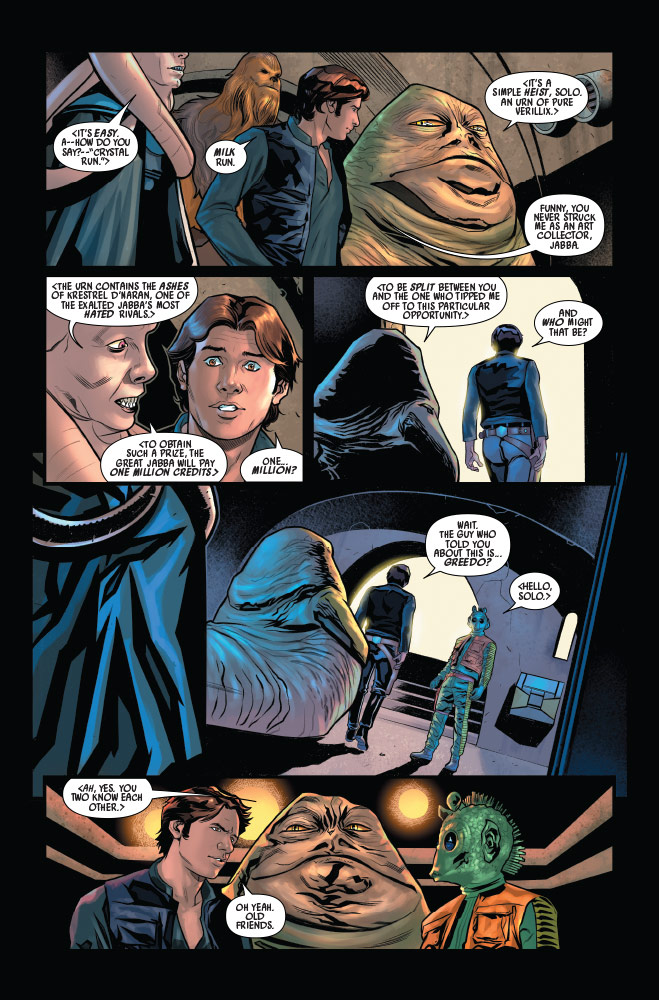 <IT'S EASY.
A--HOW DO YOU
SAY?--"CRYSTAL
RUN.">
MILK
RUN.
<IT'S A
SIMPLE HEIST, SOLO.
AN URN OF PURE
VERILLIX.>
FUNNY, YOU
NEVER STRUCK
ME AS AN ART
COLLECTOR,
JABBA.
<THE URN CONTAINS THE ASHES
OF KRESTREL D'NARAN, ONE OF
THE EXALTED JABBA'S MOST
HATED RIVALS.>
<TO OBTAIN
SUCH A PRIZE, THE
GREAT JABBA WILL PAY
ONE MILLION CREDITS.>
ONE...
MILLION?
<TO BE SPLIT BETWEEN YOU
AND THE ONE WHO TIPPED ME
OFF TO THIS PARTICULAR
OPPORTUNITY.>
AND
WHO MIGHT
THAT BE?
WAIT.
THE GUY WHO
TOLD YOU
ABOUT THIS IS...
GREEDO?
<HELLO,
SOLO.>
<AH, YES. YOU
TWO KNOW EACH
OTHER.>
OH YEAH.
OLD
FRIENDS.